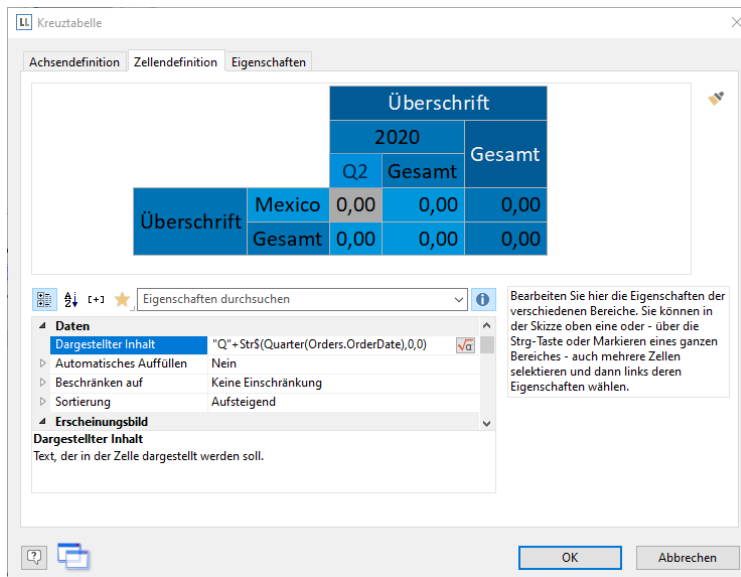 LL Kreuztabelle
Achsendefinition Zellendefinition Eigenschaften
Überschrift
2020 Gesamt
Q2 Gesamt
Überschrift Mexico 0,00 0,00 0,00
Gesamt 0,00 0,00 0,00
Eigenschaften durchsuchen
Daten
Dargestellter Inhalt "Q"+Str$(Quarter(Orders.OrderDate),0,0)
Automatisches Auffüllen Nein
Beschränken auf Keine Einschränkung
Sortierung Aufsteigend
Erscheinungsbild
Dargestellter Inhalt
Text, der in der Zelle dargestellt werden soll.
Bearbeiten Sie hier die Eigenschaften der
verschiedenen Bereiche. Sie können in
der Skizze oben eine oder - über die
Strg-Taste oder Markieren eines ganzen
Bereiches - auch mehrere Zellen
selektieren und dann links deren
Eigenschaften wählen.
OK Abbrechen